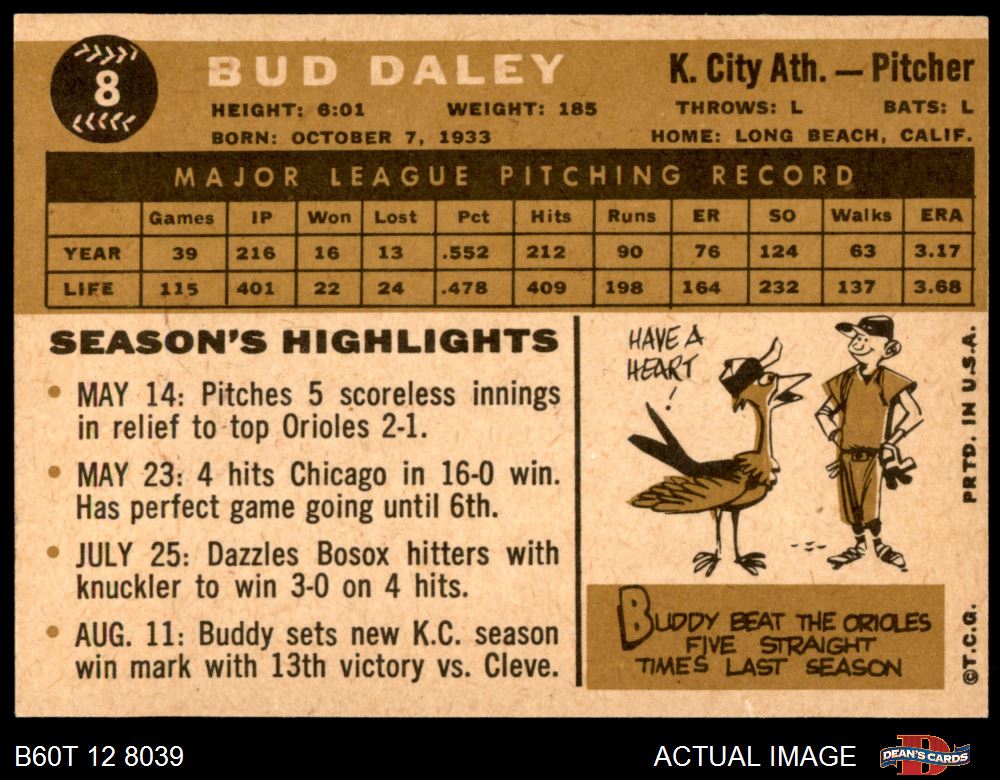 8
BUD DALEY
K. City Ath. — Pitcher
HEIGHT: 6:01 WEIGHT: 185 THROWS: L BATS: L
BORN: OCTOBER 7, 1933 HOME: LONG BEACH, CALIF.
MAJOR LEAGUE PITCHING RECORD
Games IP Won Lost Pct Hits Runs ER SO Walks ERA
YEAR 39 216 16 13 .552 212 90 76 124 63 3.17
LIFE 115 401 22 24 .478 409 198 164 232 137 3.68
SEASON'S HIGHLIGHTS
• MAY 14: Pitches 5 scoreless innings
in relief to top Orioles 2-1.
• MAY 23: 4 hits Chicago in 16-0 win.
Has perfect game going until 6th.
• JULY 25: Dazzles Bosox hitters with
knuckler to win 3-0 on 4 hits.
• AUG. 11: Buddy sets new K.C. season
win mark with 13th victory vs. Cleve.
HAVE A
HEART
!
BUDDY BEAT THE ORIOLES
FIVE STRAIGHT
TIMES LAST SEASON
©T.C.G. PRTD. IN U.S.A.
B60T 12 8039 ACTUAL IMAGE DEAN'S CARDS